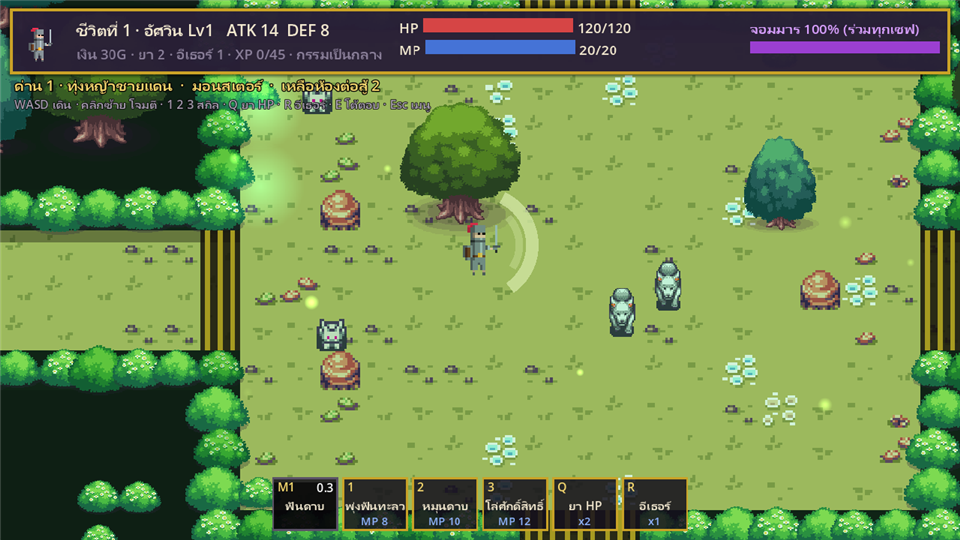 ชีวิตที่ 1 · อัศวิน Lv1 ATK 14 DEF 8
เงิน 30G · ยา 2 · อีเธอร์ 1 · XP 0/45 · กรรมเป็นกลาง
HP 120/120
MP 20/20
จอมมาร 100% (ร่วมทุกเซฟ)
ด่าน 1 · ทุ่งหญ้าชายแดน · มอนสเตอร์ · เหลือห้องต่อสู้ 2
WASD เดิน · คลิกซ้าย โจมตี · 1 2 3 สกิล · Q ยา HP · R อีเธอร์ · E โต้ตอบ · Esc เมนู
M1 0.3
ฟันดาบ
1
พุ่งฟันทะลวง
MP 8
2
หมุนดาบ
MP 10
3
โล่ศักดิ์สิทธิ์
MP 12
Q
ยา HP
x2
R
อีเธอร์
x1